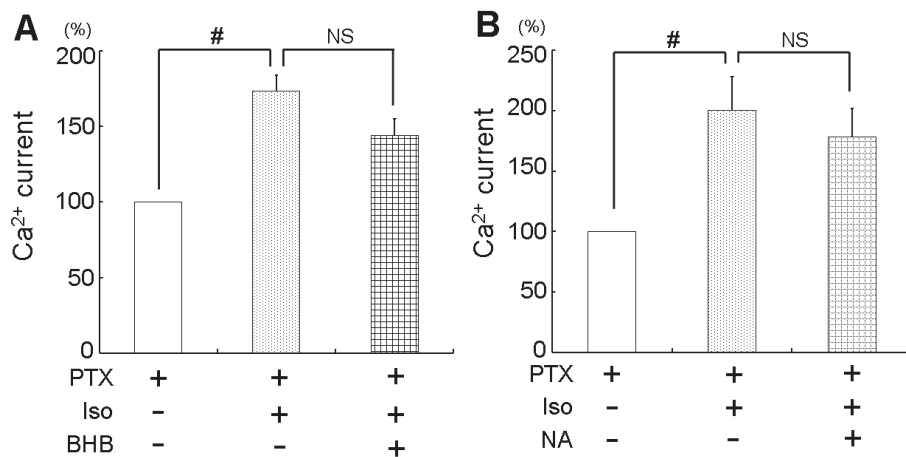 A
(%)
# NS
200
150
100
50
0
Ca²⁺ current
PTX + + +
Iso - + +
BHB - - +
B
(%)
# NS
250
200
150
100
50
0
Ca²⁺ current
PTX + + +
Iso - + +
NA - - +